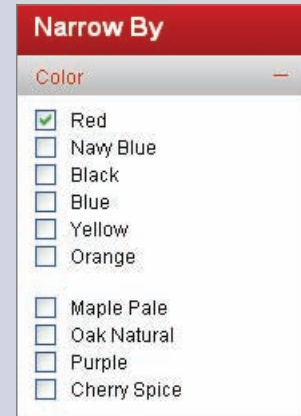 Narrow By
Color –
Red
Navy Blue
Black
Blue
Yellow
Orange
Maple Pale
Oak Natural
Purple
Cherry Spice